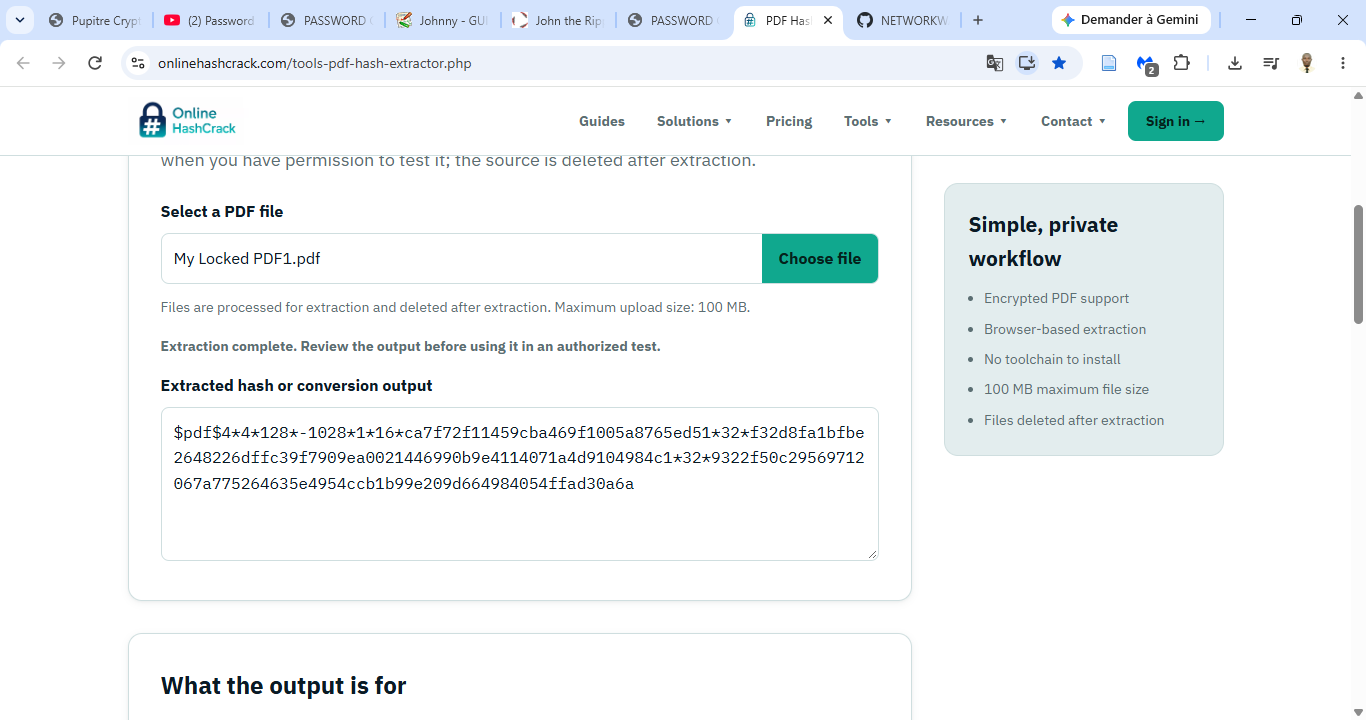 Pupitre Crypt
(2) Password
PASSWORD
Johnny - GU
John the Rip
PASSWORD
PDF Has
NETWORKW
Demander à Gemini
onlinehashcrack.com/tools-pdf-hash-extractor.php
2
Online
HashCrack
Guides
Solutions ▼
Pricing
Tools ▼
Resources ▼
Contact ▼
Sign in →
when you have permission to test it; the source is deleted after extraction.
Select a PDF file
My Locked PDF1.pdf
Choose file
Files are processed for extraction and deleted after extraction. Maximum upload size: 100 MB.
Extraction complete. Review the output before using it in an authorized test.
Extracted hash or conversion output
$pdf$4*4*128*-1028*1*16*ca7f72f11459cba469f1005a8765ed51*32*f32d8fa1bfbe
2648226dffc39f7909ea0021446990b9e4114071a4d9104984c1*32*9322f50c29569712
067a775264635e4954ccb1b99e209d664984054ffad30a6a
Simple, private
workflow
• Encrypted PDF support
• Browser-based extraction
• No toolchain to install
• 100 MB maximum file size
• Files deleted after extraction
What the output is for